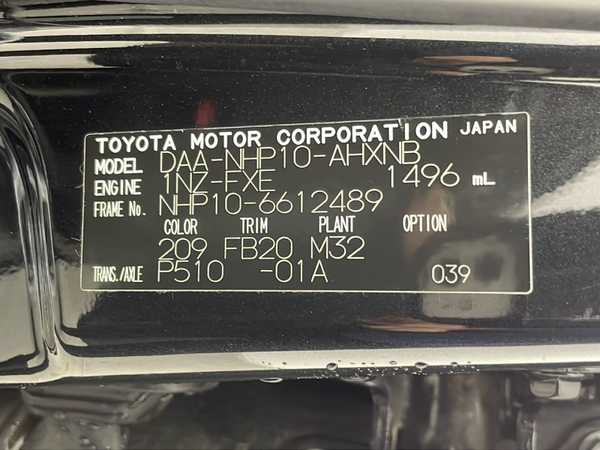 TOYOTA MOTOR CORPORATION JAPAN
MODEL DAA-NHP10-AHXNB
ENGINE 1NZ-FXE 1496 mL
FRAME No. NHP10-6612489
COLOR TRIM PLANT OPTION
209 FB20 M32
TRANS./AXLE P510 -01A 039